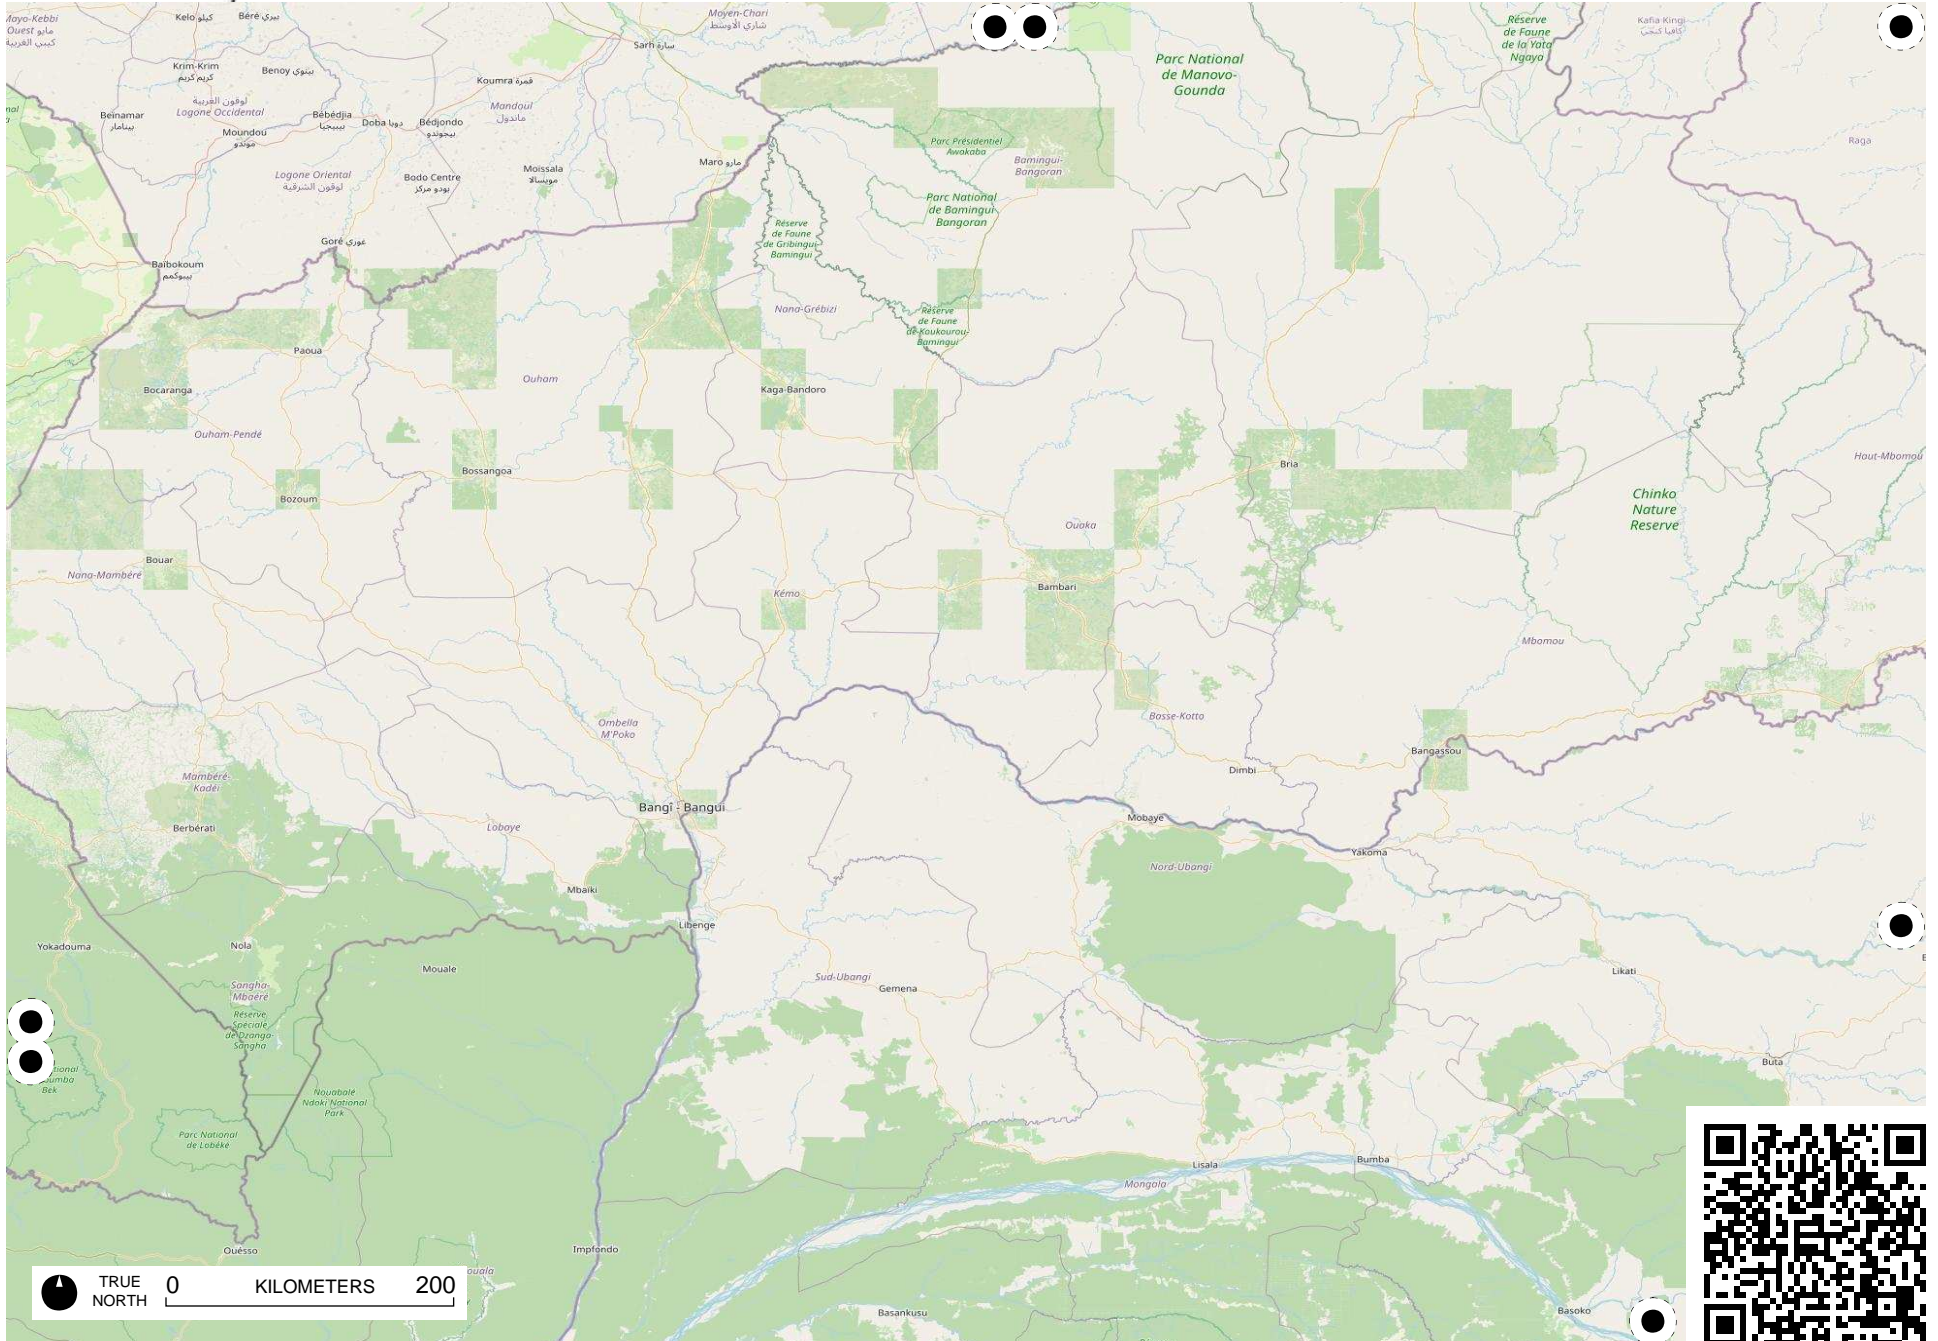 Mayo-Kebbi
Ouest مايو
كيبي الغربية
Kelo كيلو
Béré بيري
Moyen-Chari
شاري الأوسط
Sarh سارة
Krim-Krim
كريم كريم
Benoy بينوي
Koumra قمرة
لوقون الغربية
Logone Occidental
Mandoul
ماندول
Beinamar
بينامار
Bébédjia
بيبيجيا
Doba دوبا
Bédjondo
بيجوندو
Moundou
موندو
Logone Oriental
لوقون الشرقية
Bodo Centre
بودو مركز
Moissala
مويسالا
Maro مارو
Goré غوري
Baïbokoum
بيبوكمم
Parc National
de Manovo-
Gounda
Réserve
de Faune
de la Yata
Ngaya
Kafia Kingi
كافيا كنجي
Raga
Parc Présidentiel
Awakaba
Bamingui-
Bangoran
Parc National
de Bamingui
Bangoran
Réserve
de Faune
de Gribingui
Bamingui
Nana-Grébizi
Réserve
de Faune
de Koukourou-
Bamingui
Paoua
Ouham
Bocaranga
Kaga-Bandoro
Ouham-Pendé
Bossangoa
Bozoum
Bria
Haut-Mbomou
Chinko
Nature
Reserve
Ouaka
Bouar
Nana-Mambéré
Kémo
Bambari
Mbomou
Ombella
M'Poko
Basse-Kotto
Bangassou
Dimbi
Mambéré-
Kadéï
Bangî - Bangui
Berbérati
Lobaye
Mobaye
Yakoma
Nord-Ubangi
Mbaïki
Libenge
Yokadouma
Nola
Mouale
Sud-Ubangi
Gemena
Likati
Sangha-
Mbaéré
Réserve
Spéciale
de Dzanga-
Sangha
Buta
Bek
Nouabalé
Ndoki National
Park
Parc National
de Lobéké
Lisala
Bumba
Mongala
Ouésso
Impfondo
Basankusu
Basoko
TRUE
NORTH
0 KILOMETERS 200